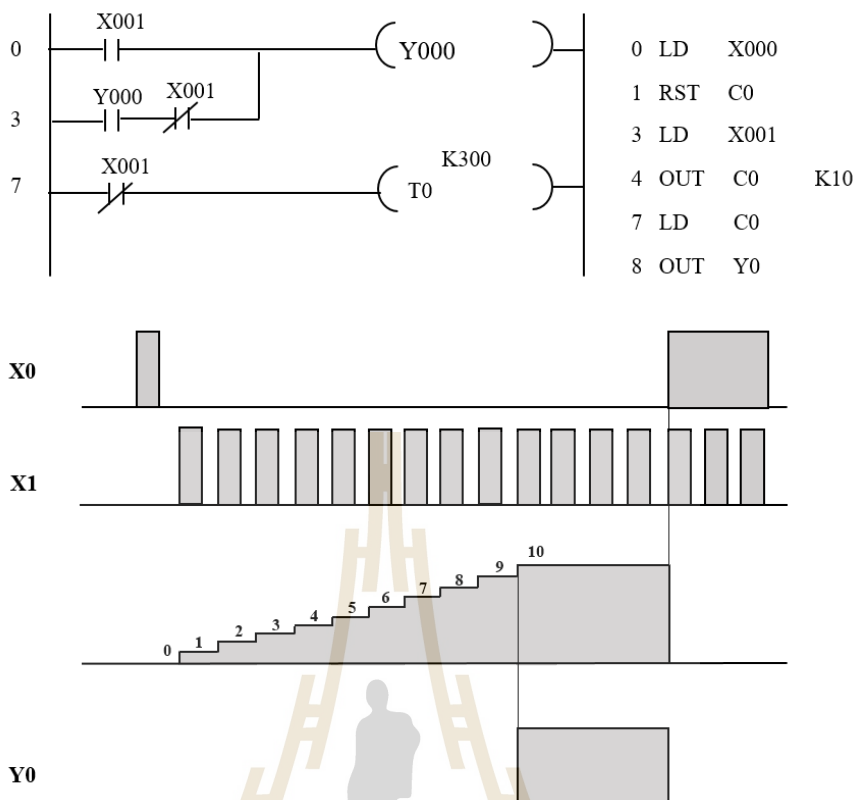 X001
0 Y000 0 LD X000
Y000 X001 1 RST C0
3 3 LD X001
X001 K300
7 T0 4 OUT C0 K10
7 LD C0
8 OUT Y0
X0
X1
10
9
8
7
6
5
4
3
2
0 1
Y0